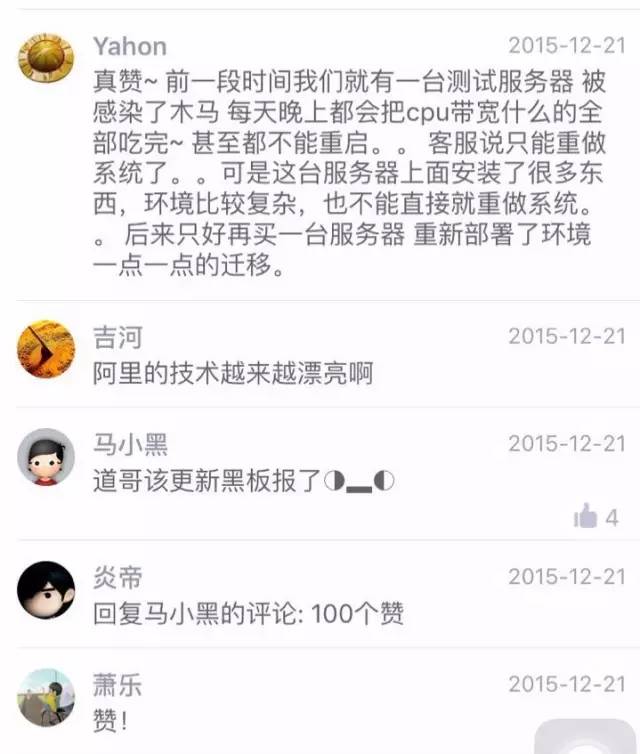 Yahon 2015-12-21
真赞~ 前一段时间我们就有一台测试服务器 被
感染了木马 每天晚上都会把cpu带宽什么的全
部吃完~ 甚至都不能重启。。 客服说只能重做
系统了。。可是这台服务器上面安装了很多东
西，环境比较复杂，也不能直接就重做系统。
。 后来只好再买一台服务器 重新部署了环境
一点一点的迁移。
吉河 2015-12-21
阿里的技术越来越漂亮啊
马小黑 2015-12-21
道哥该更新黑板报了◑▂◐
4
炎帝 2015-12-21
回复马小黑的评论: 100个赞
萧乐 2015-12-21
赞！